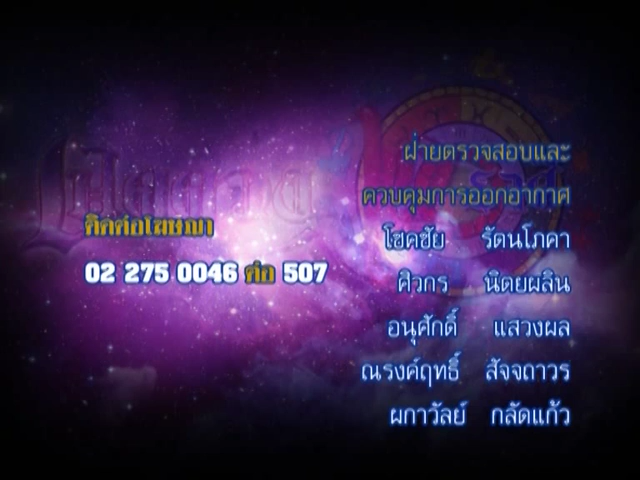 ติดต่อโฆษณา
02 275 0046 ต่อ 507
ฝ่ายตรวจสอบและ
ควบคุมการออกอากาศ
โชคชัย รัตนโภคา
ศิวกร นิตยผลิน
อนุศักดิ์ แสวงผล
ณรงค์ฤทธิ์ สัจจถาวร
ผกาวัลย์ กลัดแก้ว